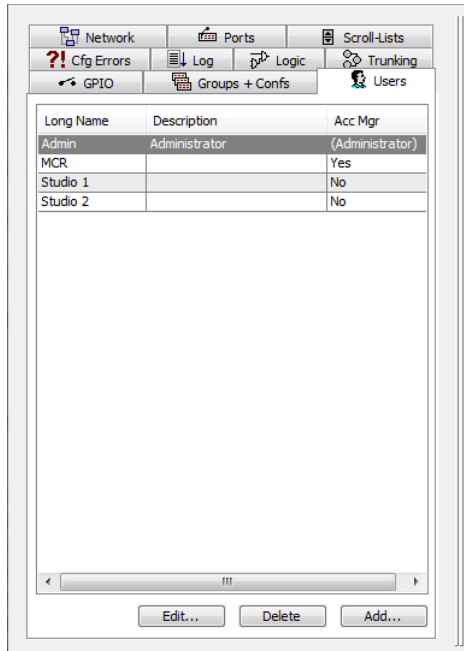 Network Ports Scroll-Lists
?! Cfg Errors Log Logic Trunking
GPIO Groups + Confs Users
Long Name Description Acc Mgr
Admin Administrator (Administrator)
MCR Yes
Studio 1 No
Studio 2 No
Edit... Delete Add...